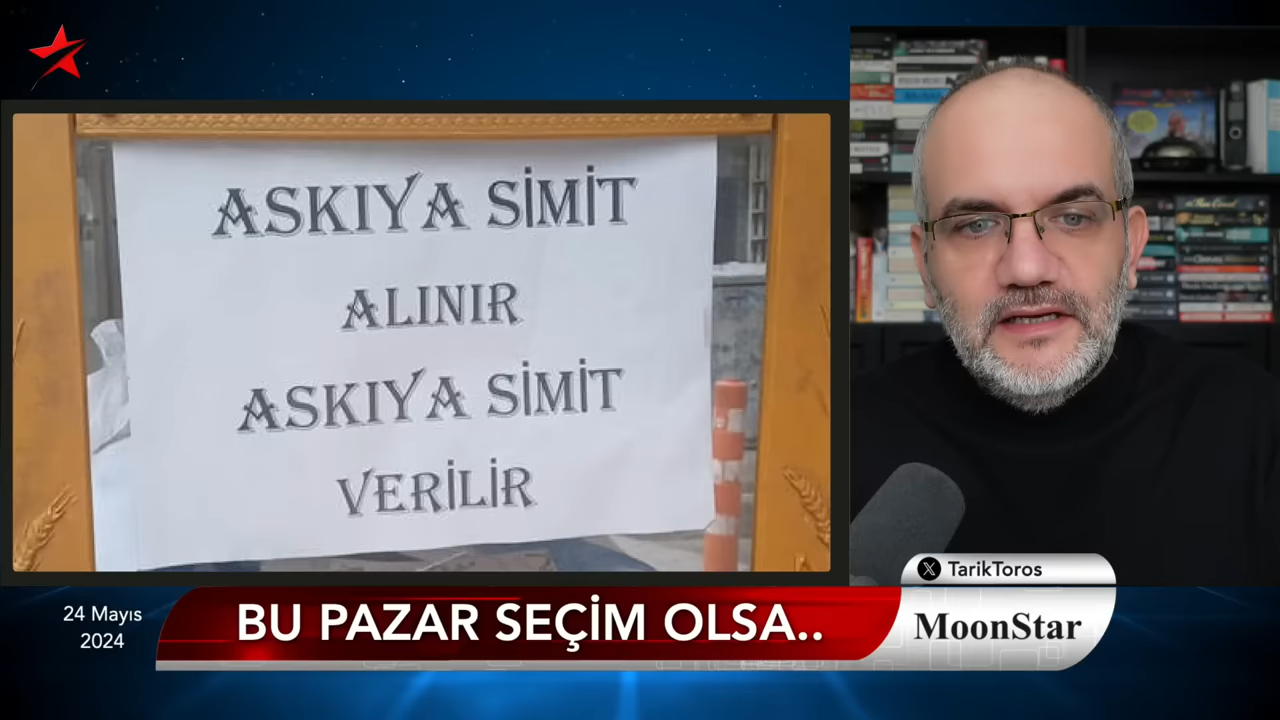 ASKIYA SİMİT
ALINIR
ASKIYA SİMİT
VERİLİR
TarikToros
24 Mayıs
2024
BU PAZAR SEÇİM OLSA..
MoonStar